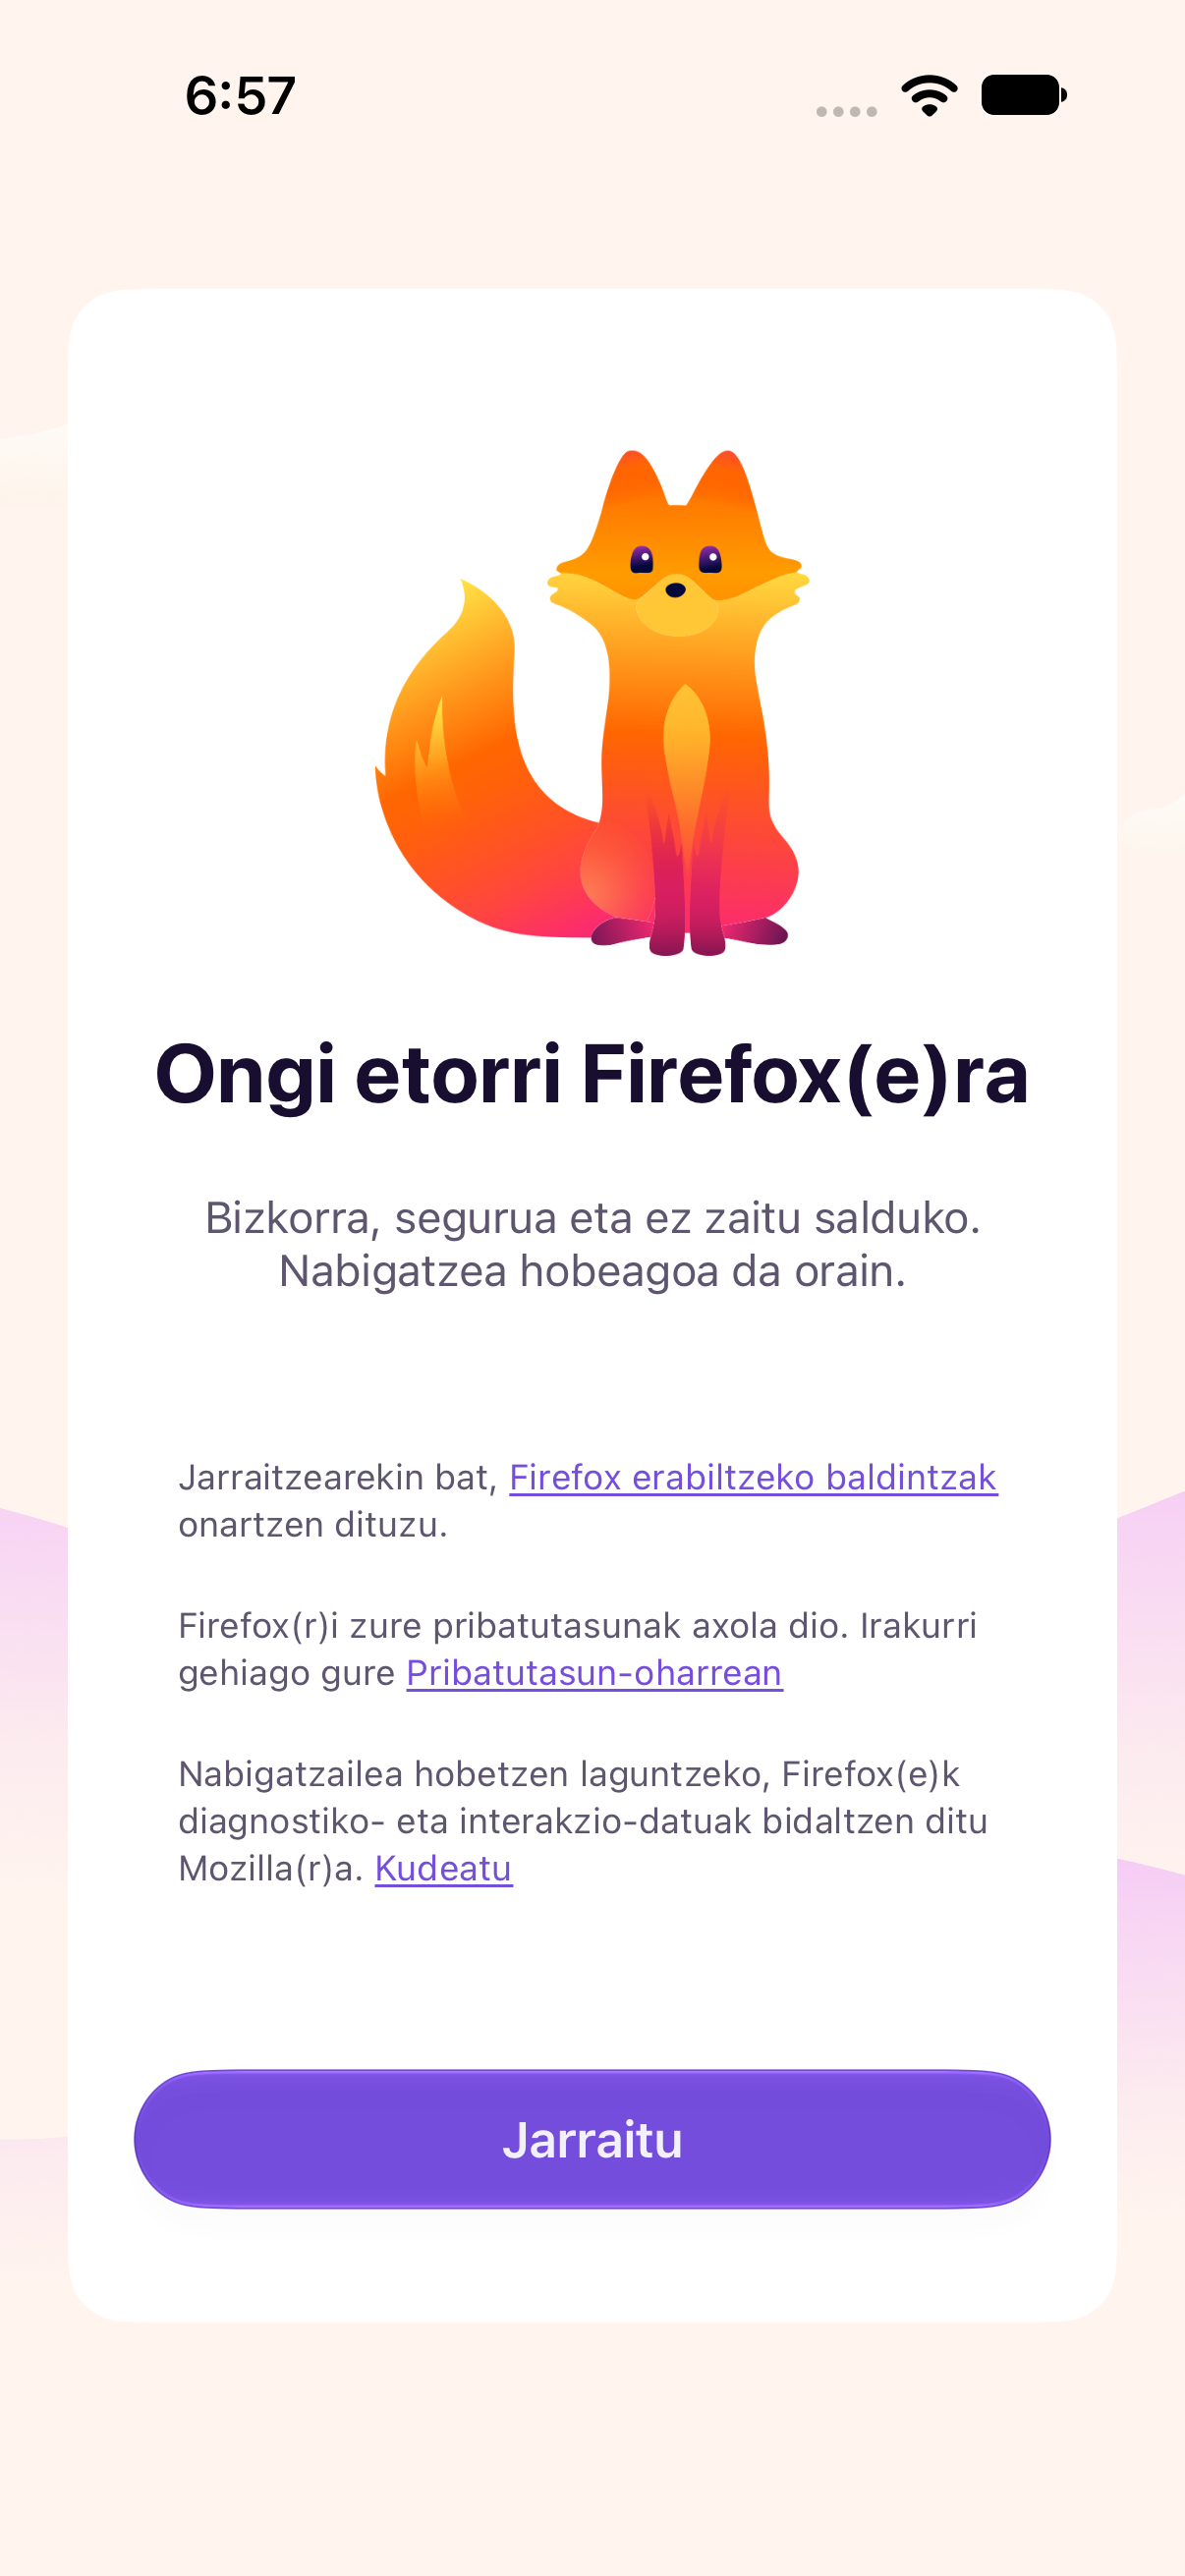 6:57
Ongi etorri Firefox(e)ra
Bizkorra, segurua eta ez zaitu salduko.
Nabigatzea hobeagoa da orain.
Jarraitzearekin bat, Firefox erabiltzeko baldintzak
onartzen dituzu.
Firefox(r)i zure pribatutasunak axola dio. Irakurri
gehiago gure Pribatutasun-oharrean
Nabigatzailea hobetzen laguntzeko, Firefox(e)k
diagnostiko- eta interakzio-datuak bidaltzen ditu
Mozilla(r)a. Kudeatu
Jarraitu